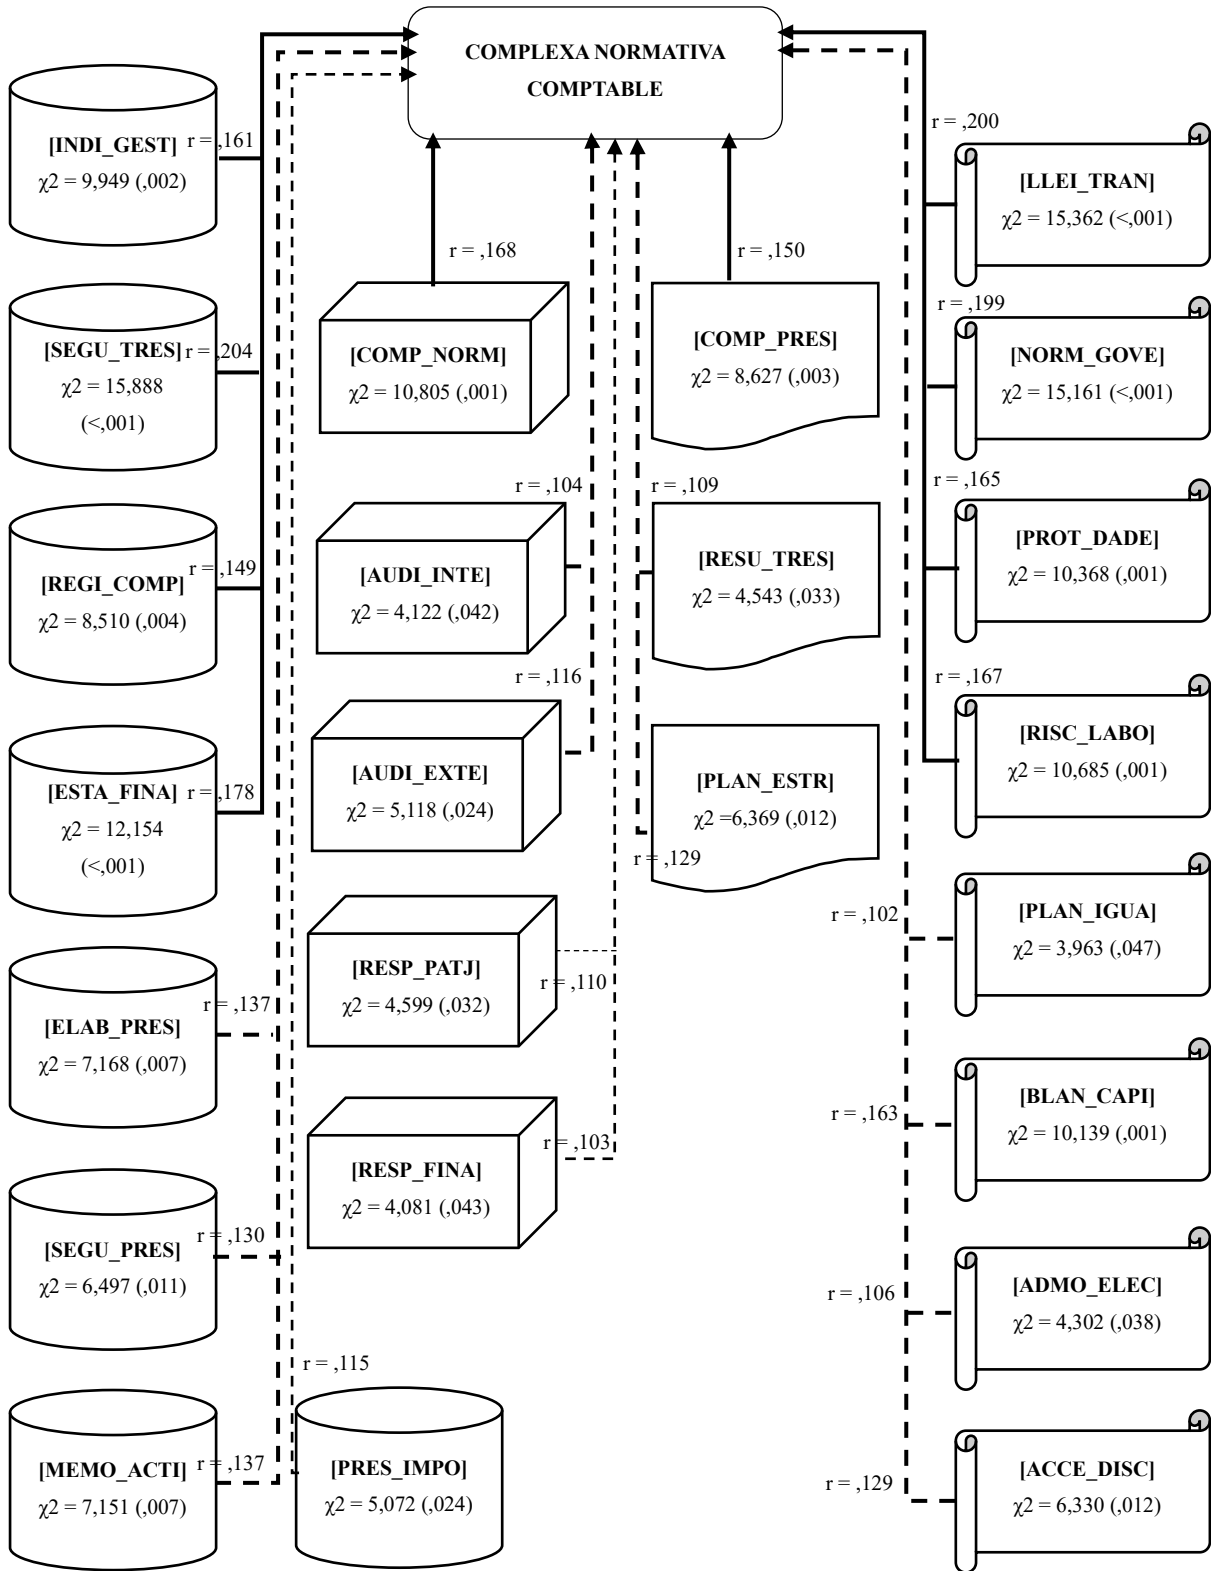 COMPLEXA NORMATIVA
COMPTABLE
[INDI_GEST]
χ2 = 9,949 (,002)
r = ,161
[SEGU_TRES]
χ2 = 15,888
(<,001)
r = ,204
[REGI_COMP]
χ2 = 8,510 (,004)
r = ,149
[ESTA_FINA]
χ2 = 12,154
(<,001)
r = ,178
[ELAB_PRES]
χ2 = 7,168 (,007)
r = ,137
[SEGU_PRES]
χ2 = 6,497 (,011)
r = ,130
[MEMO_ACTI]
χ2 = 7,151 (,007)
r = ,137
r = ,115
[PRES_IMPO]
χ2 = 5,072 (,024)
r = ,168
[COMP_NORM]
χ2 = 10,805 (,001)
r = ,104
[AUDI_INTE]
χ2 = 4,122 (,042)
r = ,116
[AUDI_EXTE]
χ2 = 5,118 (,024)
[RESP_PATJ]
χ2 = 4,599 (,032)
r = ,110
[RESP_FINA]
χ2 = 4,081 (,043)
r = ,103
r = ,150
[COMP_PRES]
χ2 = 8,627 (,003)
r = ,109
[RESU_TRES]
χ2 = 4,543 (,033)
[PLAN_ESTR]
χ2 =6,369 (,012)
r = ,129
r = ,200
[LLEI_TRAN]
χ2 = 15,362 (<,001)
r = ,199
[NORM_GOVE]
χ2 = 15,161 (<,001)
r = ,165
[PROT_DADE]
χ2 = 10,368 (,001)
r = ,167
[RISC_LABO]
χ2 = 10,685 (,001)
r = ,102
[PLAN_IGUA]
χ2 = 3,963 (,047)
r = ,163
[BLAN_CAPI]
χ2 = 10,139 (,001)
r = ,106
[ADMO_ELEC]
χ2 = 4,302 (,038)
r = ,129
[ACCE_DISC]
χ2 = 6,330 (,012)